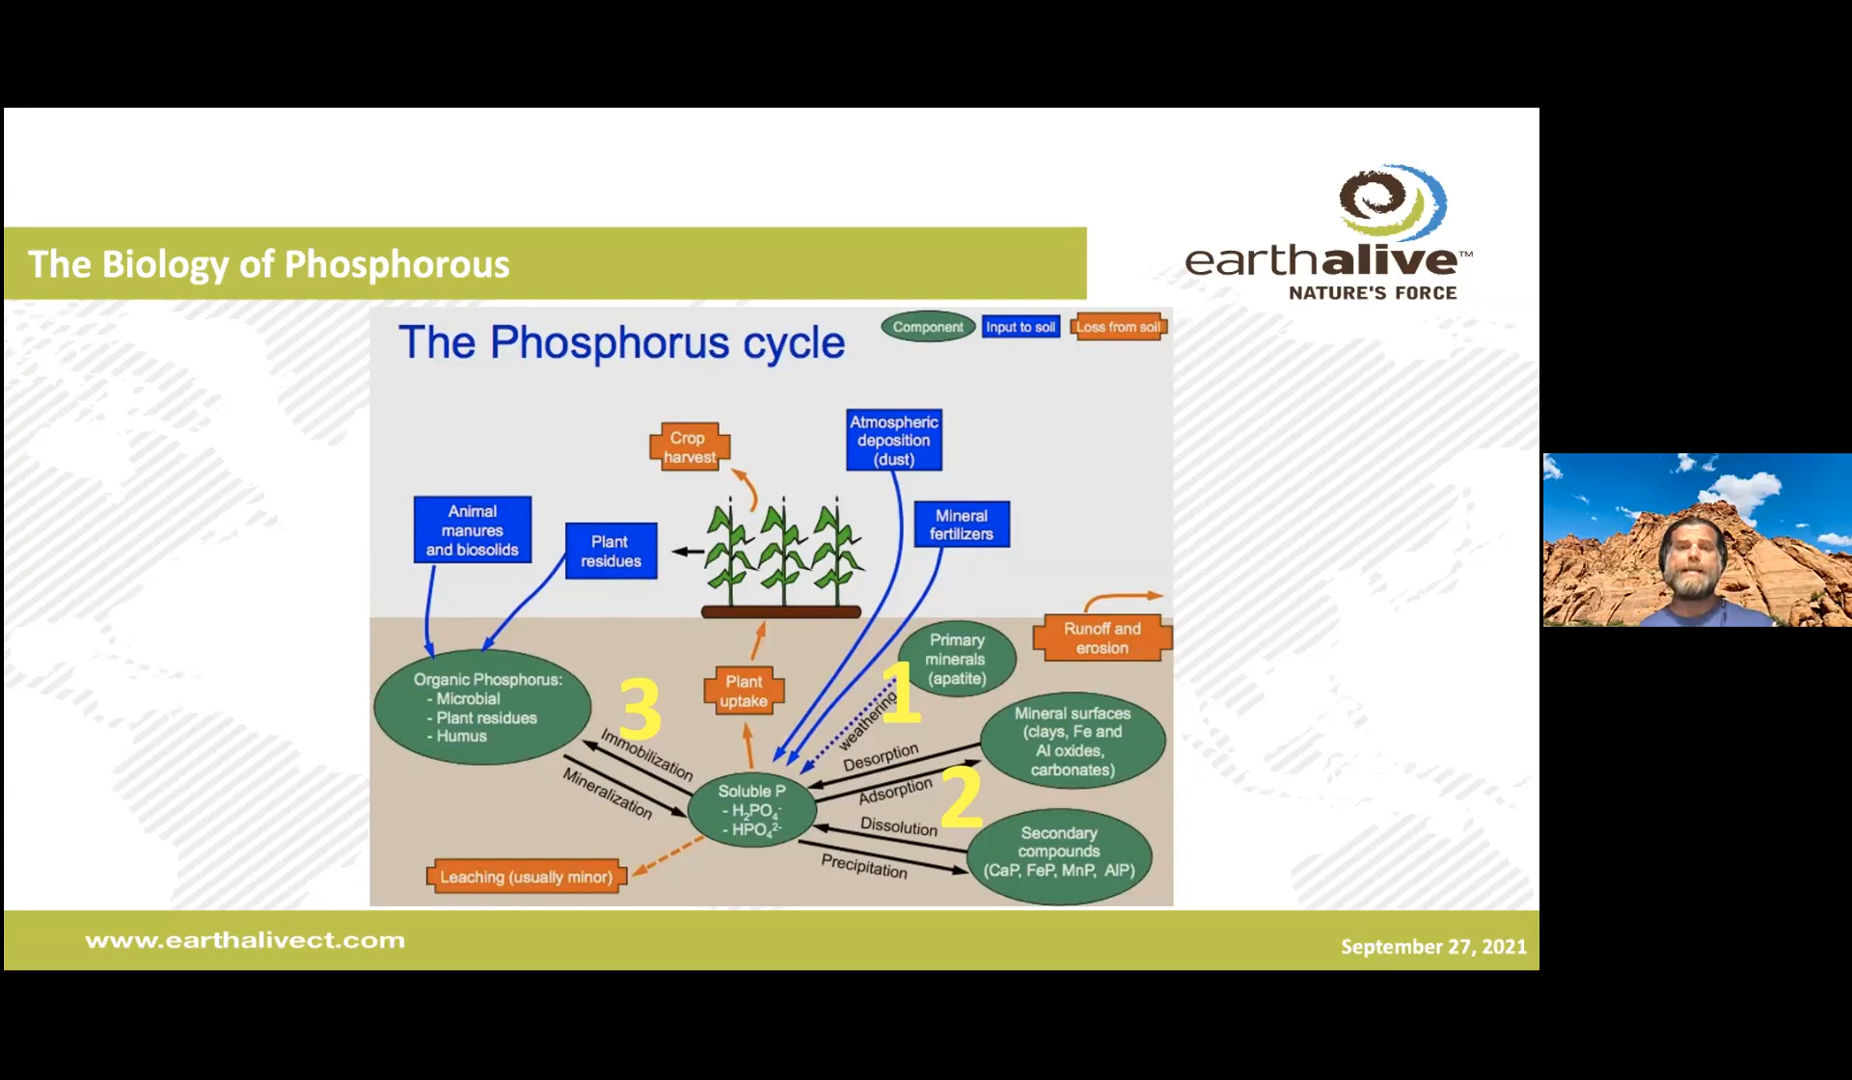 earthalive™
NATURE'S FORCE
The Biology of Phosphorous
The Phosphorus cycle
Component
Input to soil
Loss from soil
Crop
harvest
Atmospheric
deposition
(dust)
Animal
manures
and biosolids
Plant
residues
Mineral
fertilizers
Runoff and
erosion
Primary
minerals
(apatite)
1
weathering
Plant
uptake
Organic Phosphorus:
- Microbial
- Plant residues
- Humus
3
Immobilization
Mineralization
Mineral surfaces
(clays, Fe and
Al oxides,
carbonates)
Desorption
Adsorption
2
Soluble P
- H₂PO₄⁻
- HPO₄²⁻
Dissolution
Precipitation
Secondary
compounds
(CaP, FeP, MnP, AlP)
Leaching (usually minor)
www.earthalivect.com
September 27, 2021